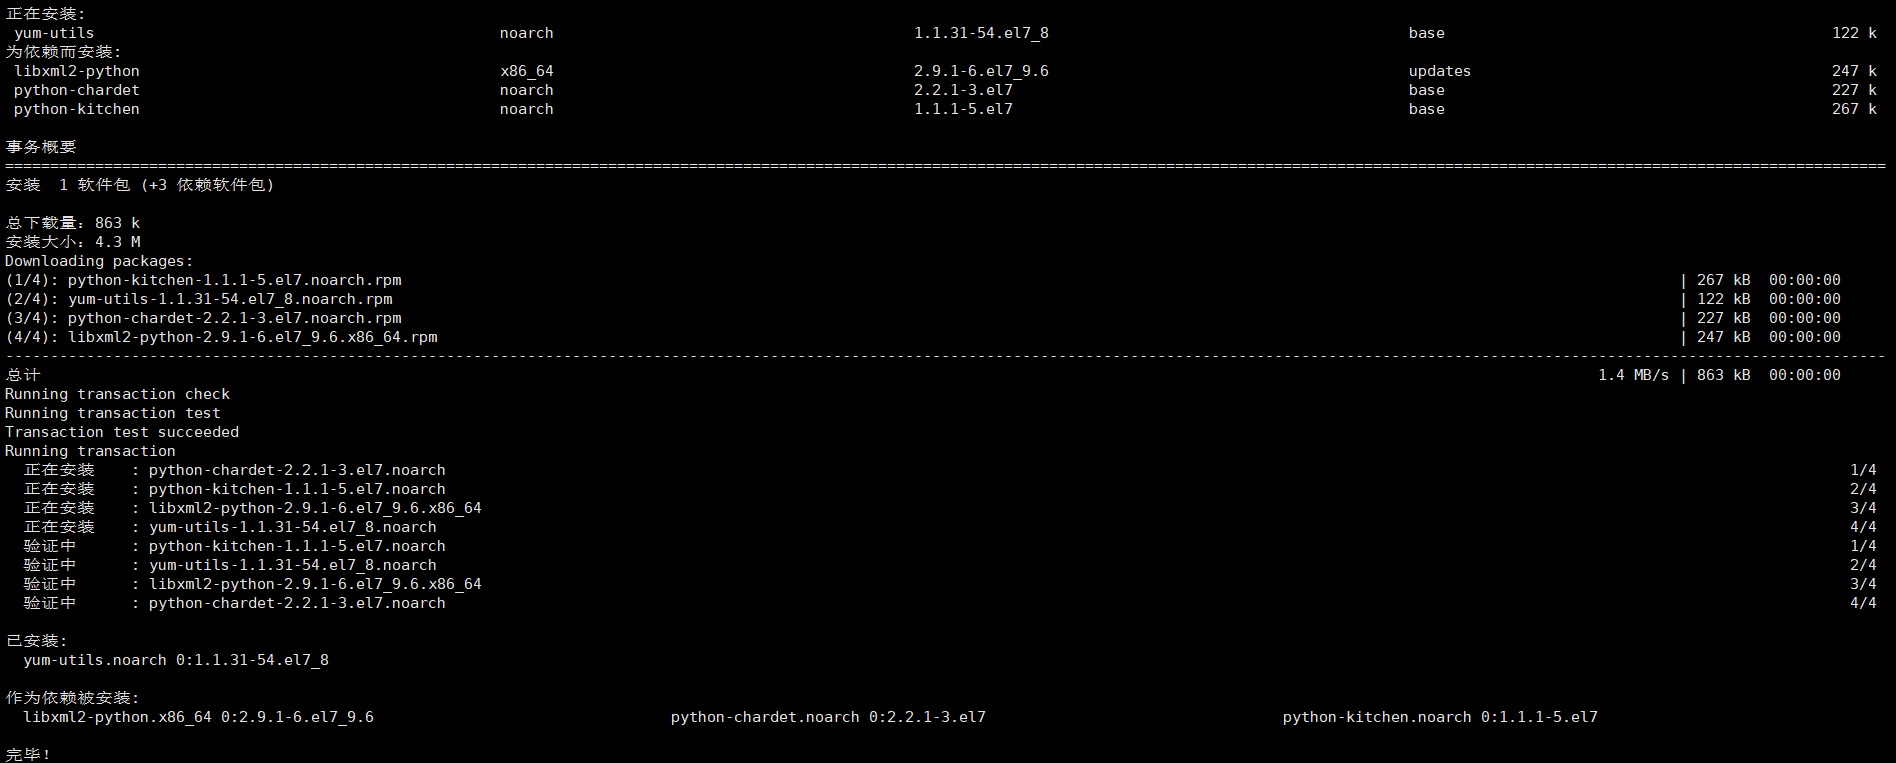 正在安装:
yum-utils noarch 1.1.31-54.el7_8 base 122 k
为依赖而安装:
libxml2-python x86_64 2.9.1-6.el7_9.6 updates 247 k
python-chardet noarch 2.2.1-3.el7 base 227 k
python-kitchen noarch 1.1.1-5.el7 base 267 k
事务概要
================================================================================
安装 1 软件包 (+3 依赖软件包)
总下载量：863 k
安装大小：4.3 M
Downloading packages:
(1/4): python-kitchen-1.1.1-5.el7.noarch.rpm | 267 kB 00:00:00
(2/4): yum-utils-1.1.31-54.el7_8.noarch.rpm | 122 kB 00:00:00
(3/4): python-chardet-2.2.1-3.el7.noarch.rpm | 227 kB 00:00:00
(4/4): libxml2-python-2.9.1-6.el7_9.6.x86_64.rpm | 247 kB 00:00:00
--------------------------------------------------------------------------------
总计 1.4 MB/s | 863 kB 00:00:00
Running transaction check
Running transaction test
Transaction test succeeded
Running transaction
正在安装 : python-chardet-2.2.1-3.el7.noarch 1/4
正在安装 : python-kitchen-1.1.1-5.el7.noarch 2/4
正在安装 : libxml2-python-2.9.1-6.el7_9.6.x86_64 3/4
正在安装 : yum-utils-1.1.31-54.el7_8.noarch 4/4
验证中 : python-kitchen-1.1.1-5.el7.noarch 1/4
验证中 : yum-utils-1.1.31-54.el7_8.noarch 2/4
验证中 : libxml2-python-2.9.1-6.el7_9.6.x86_64 3/4
验证中 : python-chardet-2.2.1-3.el7.noarch 4/4
已安装:
yum-utils.noarch 0:1.1.31-54.el7_8
作为依赖被安装:
libxml2-python.x86_64 0:2.9.1-6.el7_9.6 python-chardet.noarch 0:2.2.1-3.el7 python-kitchen.noarch 0:1.1.1-5.el7
完毕！